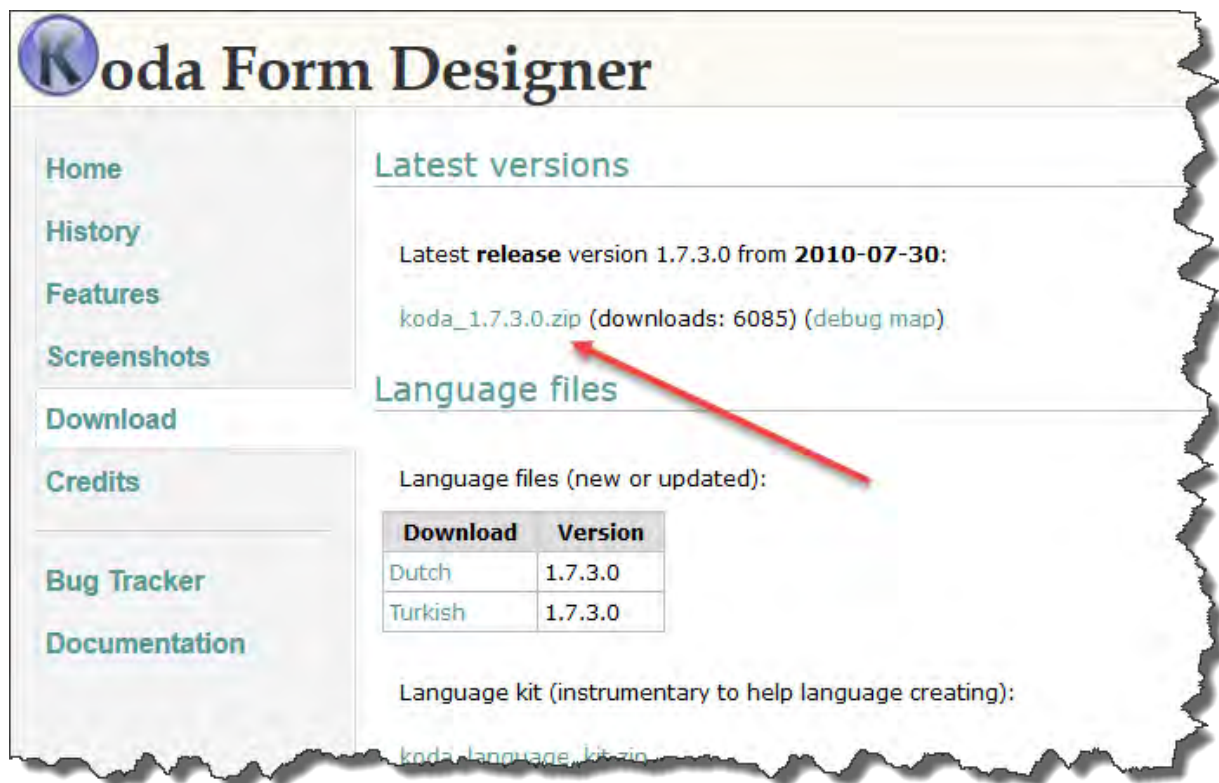 Koda Form Designer
Home
History
Features
Screenshots
Download
Credits
Bug Tracker
Documentation
Latest versions
Latest release version 1.7.3.0 from 2010-07-30:
koda_1.7.3.0.zip (downloads: 6085) (debug map)
Language files
Language files (new or updated):
Download Version
Dutch 1.7.3.0
Turkish 1.7.3.0
Language kit (instrumentary to help language creating):
koda_language_kit.zip